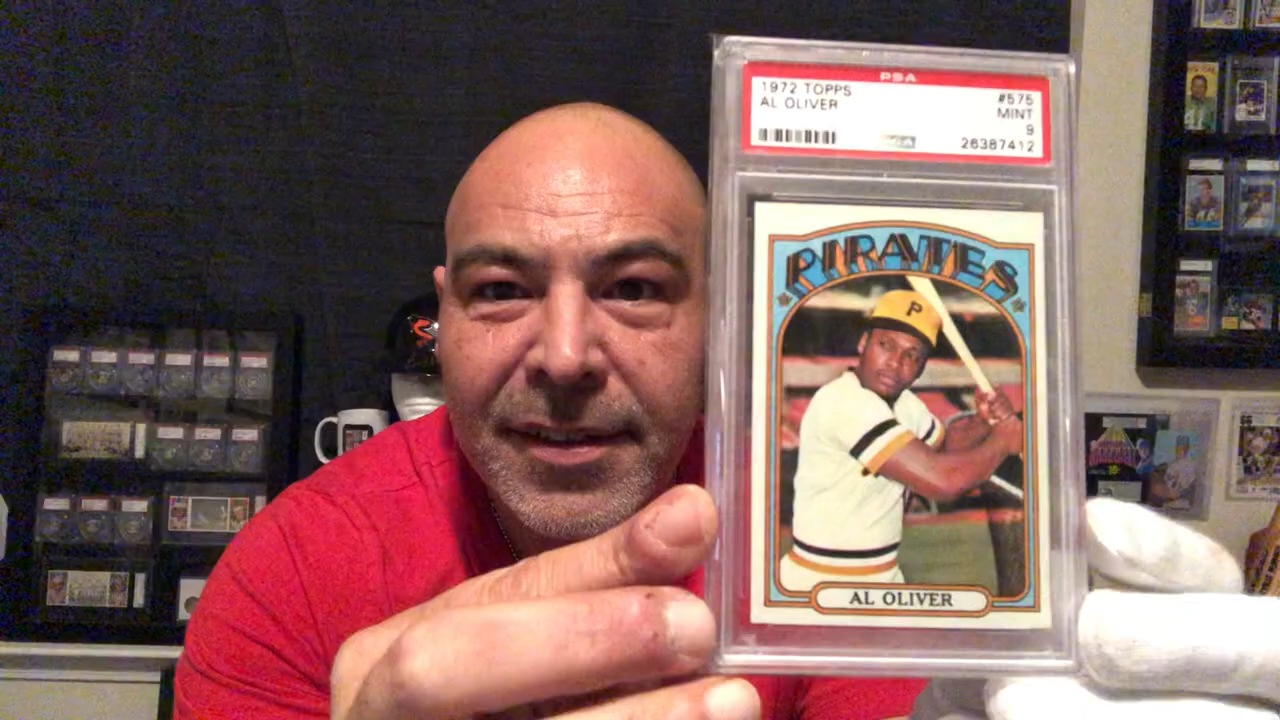 PSA
1972 TOPPS #575
AL OLIVER MINT
9
26387412
PIRATES
P
AL OLIVER